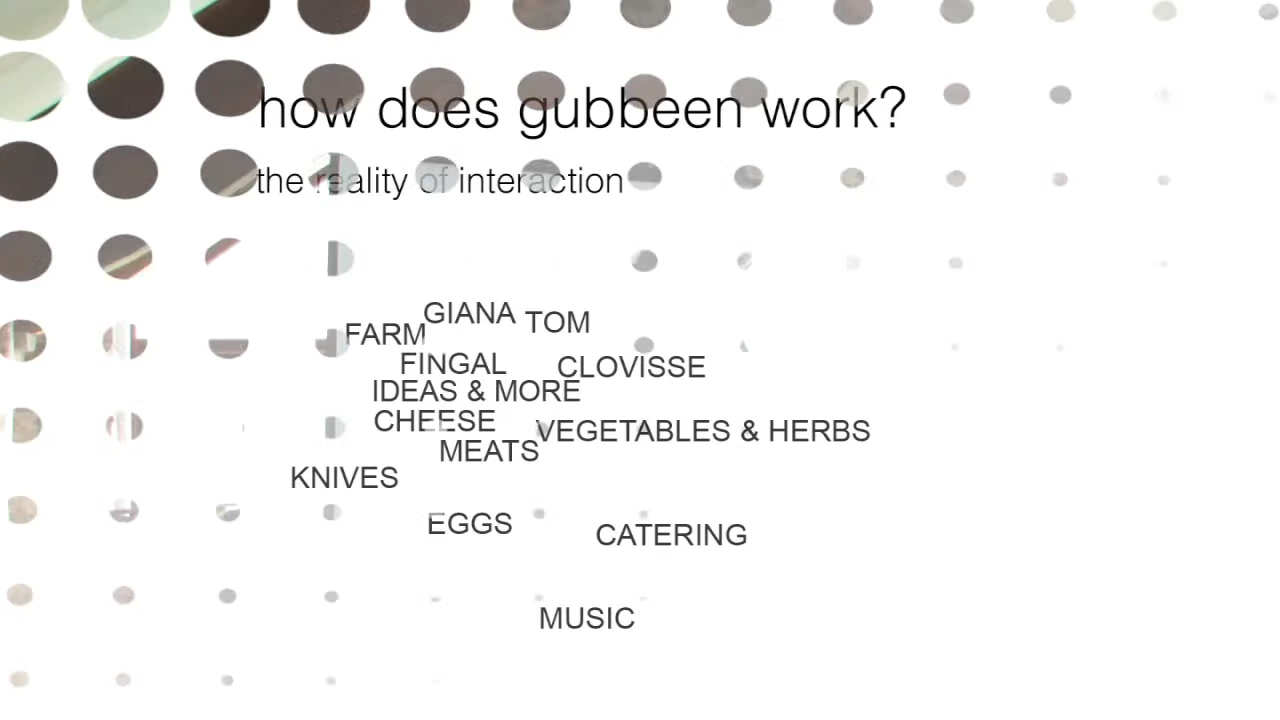 how does gubbeen work?
the reality of interaction
GIANA
TOM
FARM
FINGAL
CLOVISSE
IDEAS & MORE
CHEESE
VEGETABLES & HERBS
MEATS
KNIVES
EGGS
CATERING
MUSIC